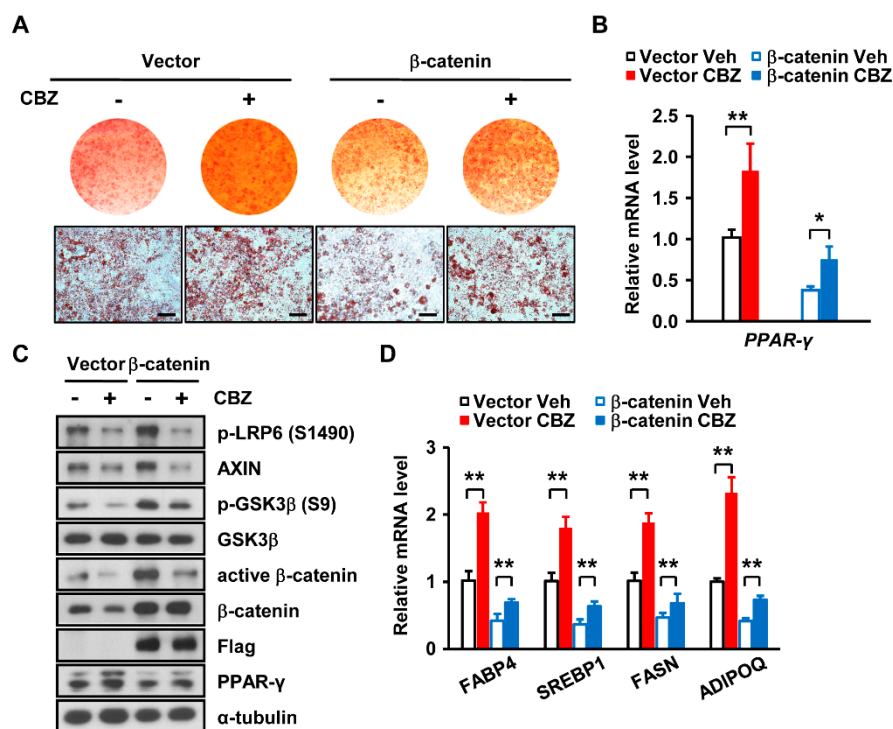 A
Vector β-catenin
CBZ - + - +
B
Vector Veh β-catenin Veh
Vector CBZ β-catenin CBZ
Relative mRNA level
2.5
2.0
1.5
1.0
0.5
0.0
**
*
PPAR-γ
C
Vector β-catenin
- + - + CBZ
p-LRP6 (S1490)
AXIN
p-GSK3β (S9)
GSK3β
active β-catenin
β-catenin
Flag
PPAR-γ
α-tubulin
D
Vector Veh β-catenin Veh
Vector CBZ β-catenin CBZ
Relative mRNA level
3
2
1
0
** ** ** **
** ** ** **
FABP4 SREBP1 FASN ADIPOQ